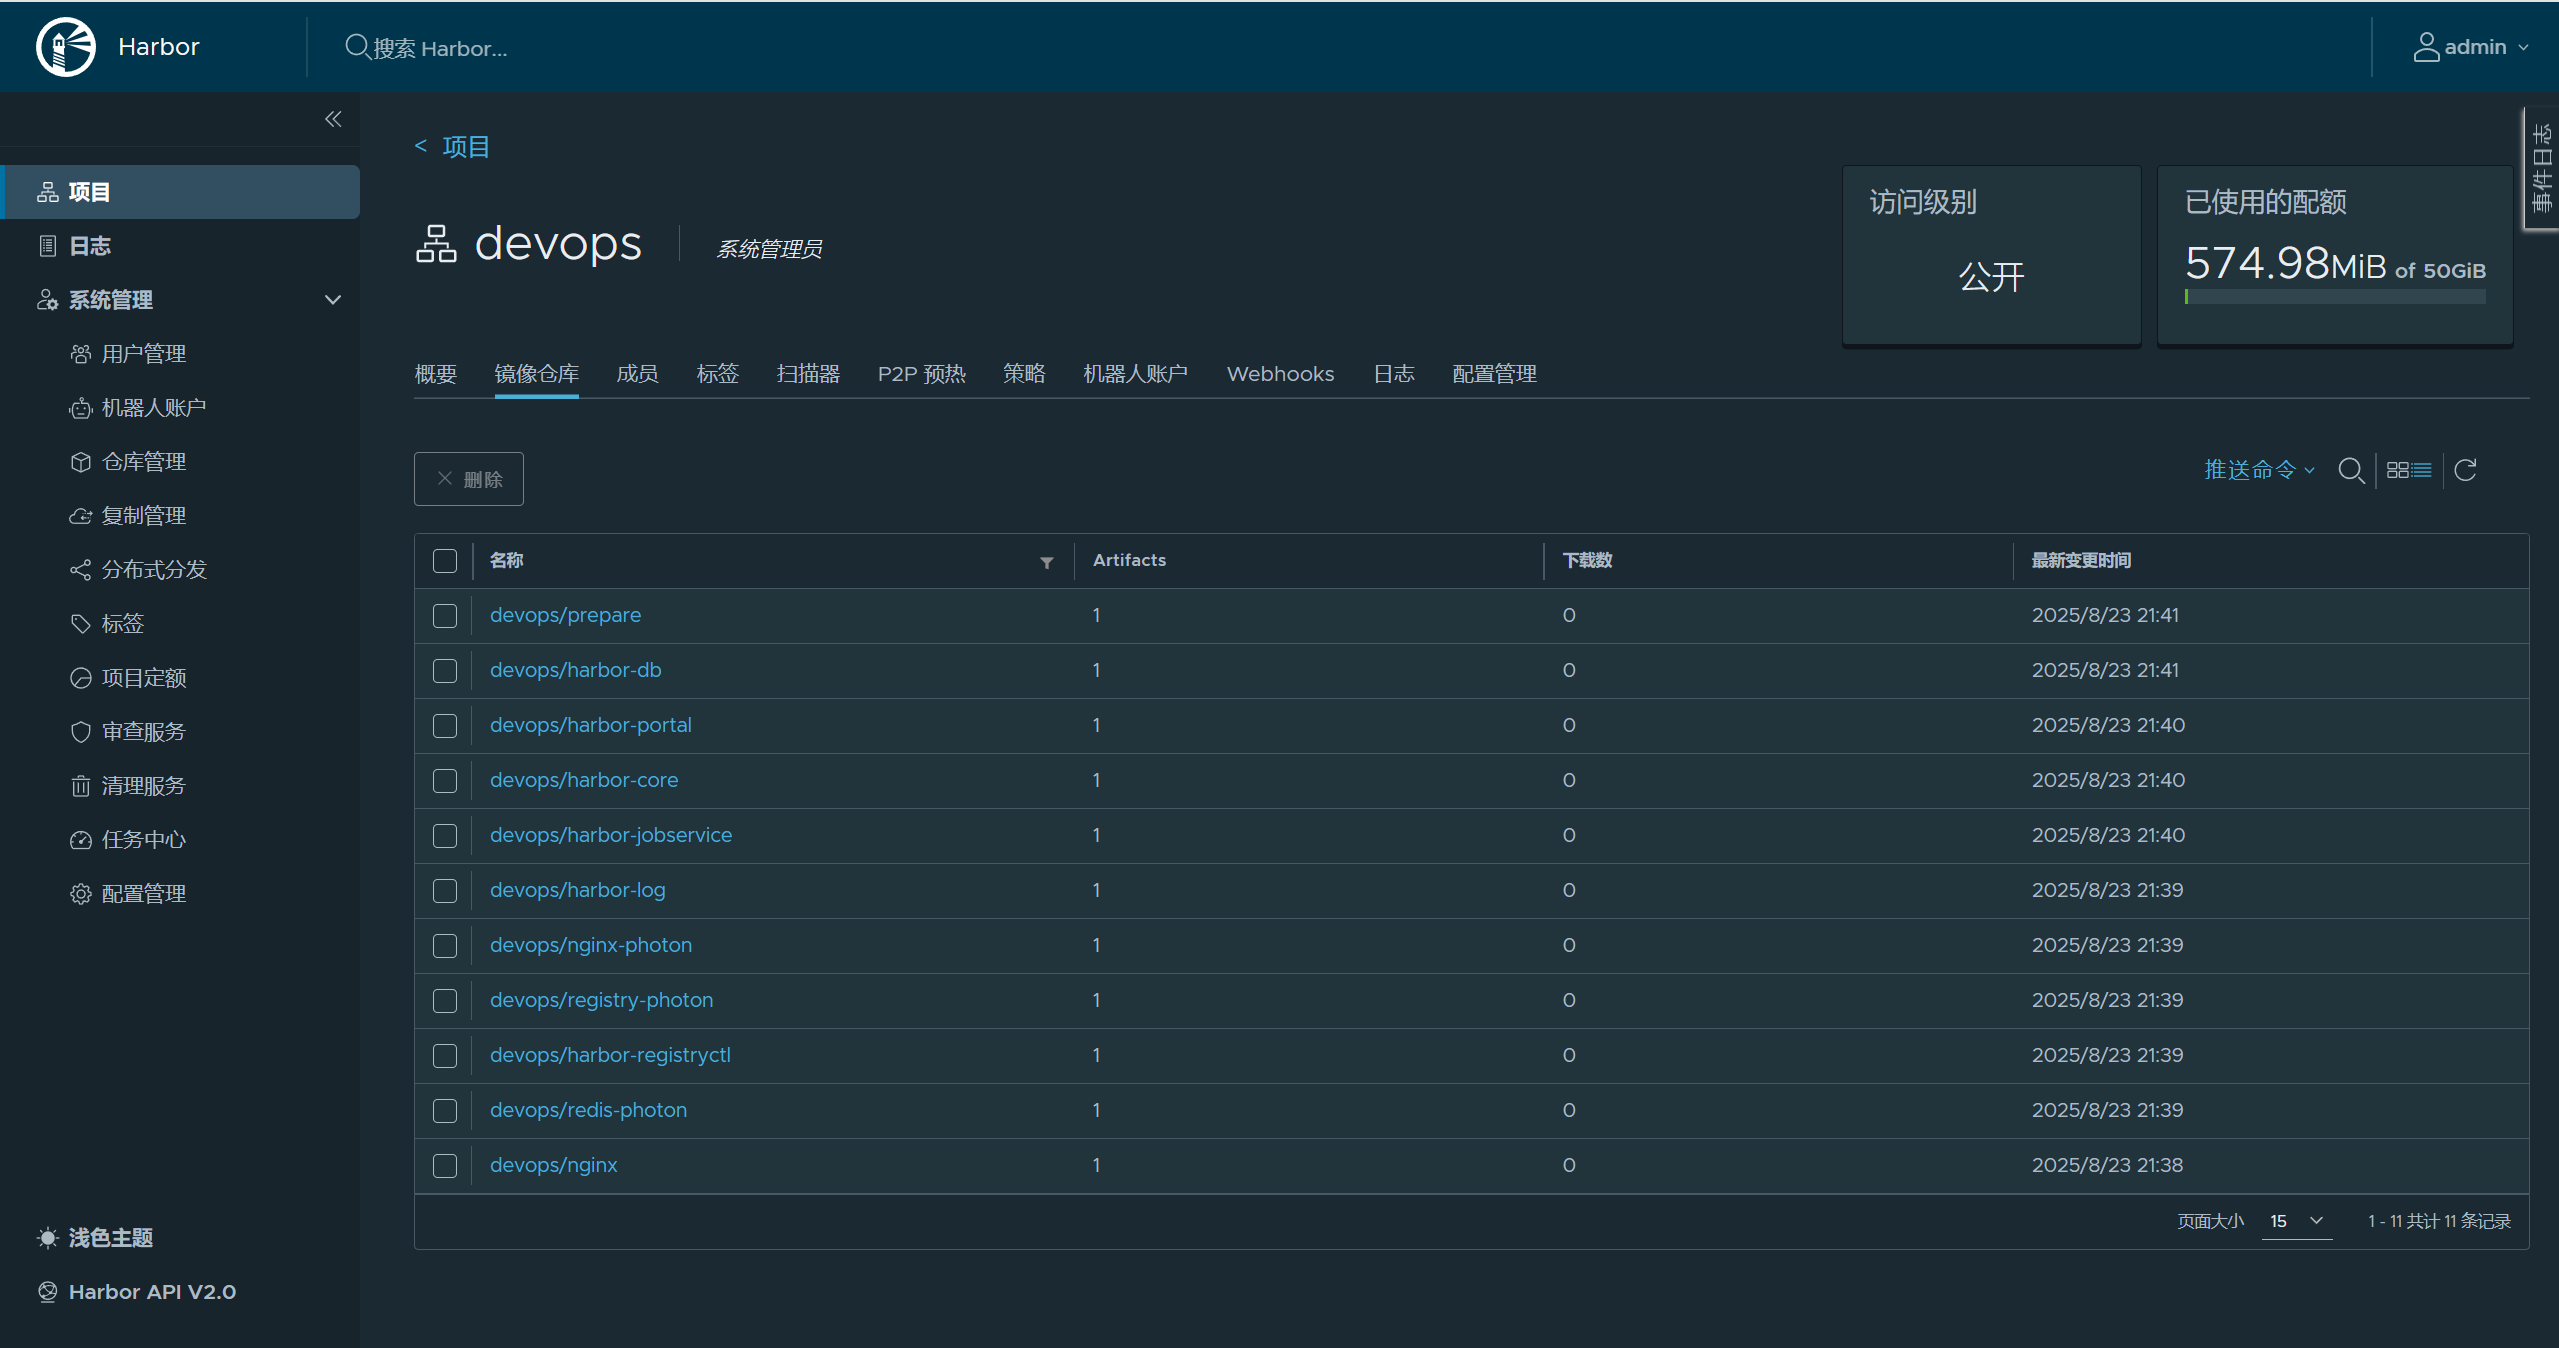 Harbor
搜索 Harbor...
admin
事件日志
项目
日志
系统管理
用户管理
机器人账户
仓库管理
复制管理
分布式分发
标签
项目定额
审查服务
清理服务
任务中心
配置管理
浅色主题
Harbor API V2.0
< 项目
devops 系统管理员
访问级别
公开
已使用的配额
574.98MiB of 50GiB
概要 镜像仓库 成员 标签 扫描器 P2P 预热 策略 机器人账户 Webhooks 日志 配置管理
删除
推送命令
名称 Artifacts 下载数 最新变更时间
devops/prepare 1 0 2025/8/23 21:41
devops/harbor-db 1 0 2025/8/23 21:41
devops/harbor-portal 1 0 2025/8/23 21:40
devops/harbor-core 1 0 2025/8/23 21:40
devops/harbor-jobservice 1 0 2025/8/23 21:40
devops/harbor-log 1 0 2025/8/23 21:39
devops/nginx-photon 1 0 2025/8/23 21:39
devops/registry-photon 1 0 2025/8/23 21:39
devops/harbor-registryctl 1 0 2025/8/23 21:39
devops/redis-photon 1 0 2025/8/23 21:39
devops/nginx 1 0 2025/8/23 21:38
页面大小 15 1 - 11 共计 11 条记录